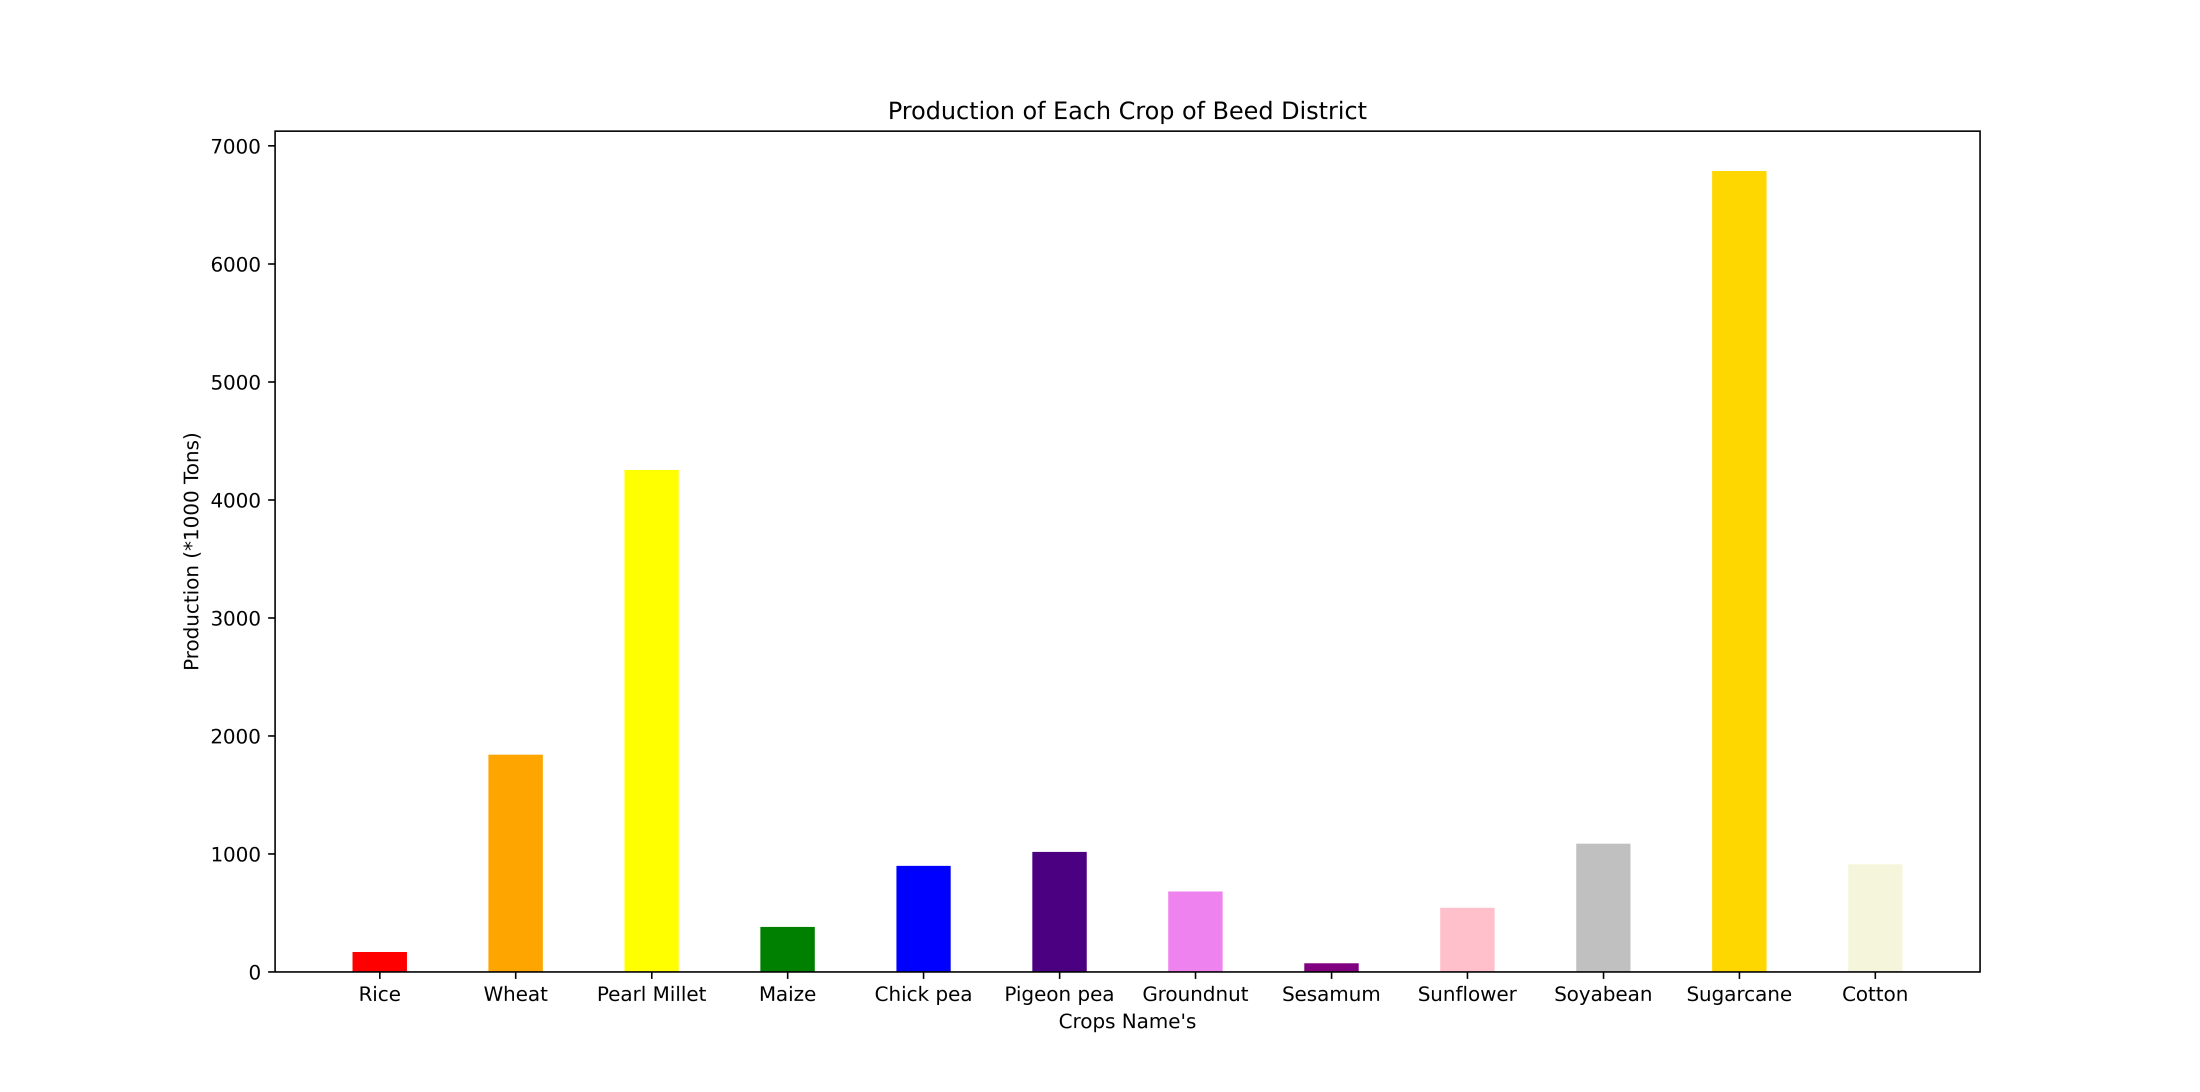 Production of Each Crop of Beed District
7000
6000
5000
4000
3000
2000
1000
0
Production (*1000 Tons)
Rice Wheat Pearl Millet Maize Chick pea Pigeon pea Groundnut Sesamum Sunflower Soyabean Sugarcane Cotton
Crops Name's